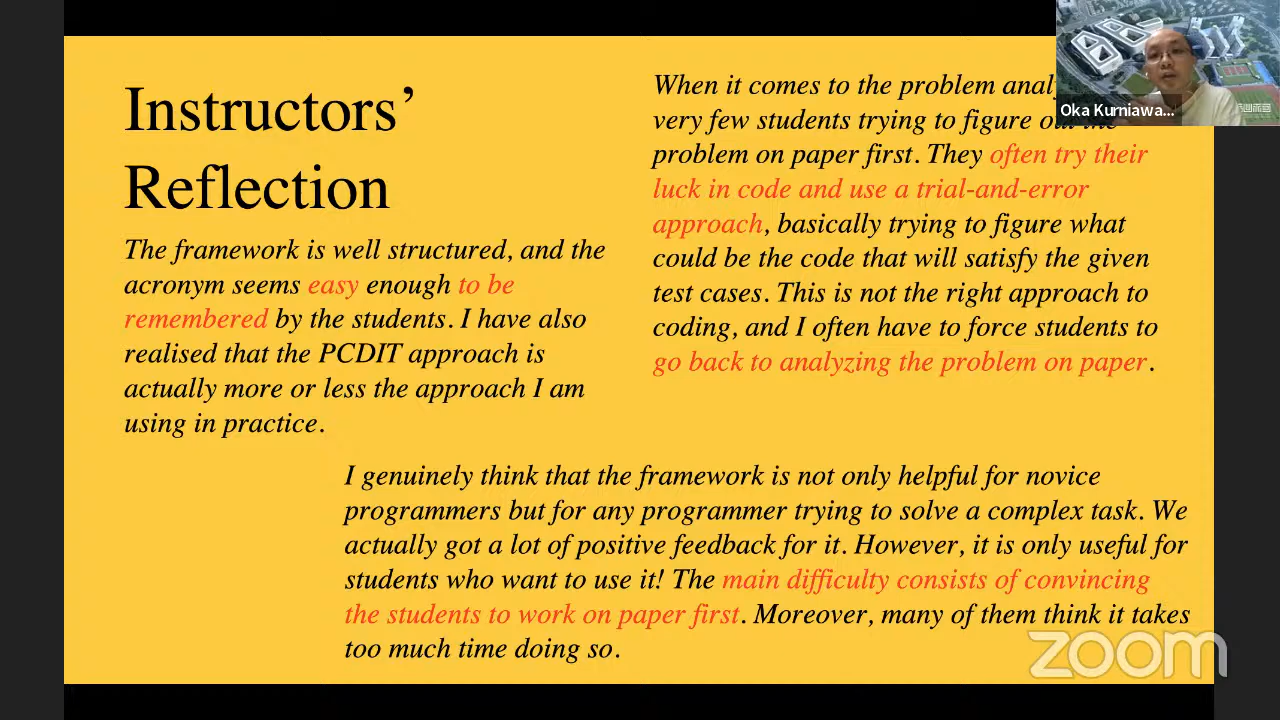 Instructors’
Reflection
The framework is well structured, and the
acronym seems easy enough to be
remembered by the students. I have also
realised that the PCDIT approach is
actually more or less the approach I am
using in practice.
When it comes to the problem
very few students trying to figure out the
problem on paper first. They often try their
luck in code and use a trial-and-error
approach, basically trying to figure what
could be the code that will satisfy the given
test cases. This is not the right approach to
coding, and I often have to force students to
go back to analyzing the problem on paper.
I genuinely think that the framework is not only helpful for novice
programmers but for any programmer trying to solve a complex task. We
actually got a lot of positive feedback for it. However, it is only useful for
students who want to use it! The main difficulty consists of convincing
the students to work on paper first. Moreover, many of them think it takes
too much time doing so.
Oka Kurniawa...
zoom